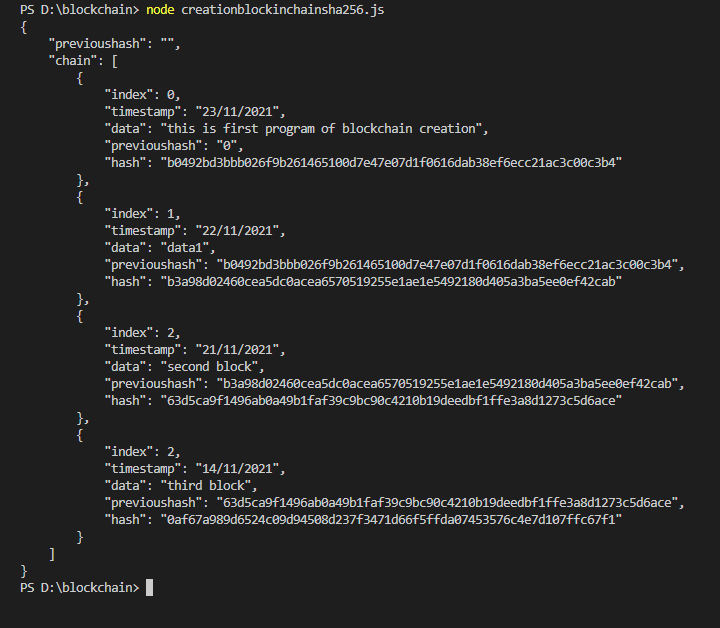 PS D:\blockchain> node creationblockinchainsha256.js
{
    "previoushash": "",
    "chain": [
        {
            "index": 0,
            "timestamp": "23/11/2021",
            "data": "this is first program of blockchain creation",
            "previoushash": "0",
            "hash": "b0492bd3bbb026f9b261465100d7e47e07d1f0616dab38ef6ecc21ac3c00c3b4"
        },
        {
            "index": 1,
            "timestamp": "22/11/2021",
            "data": "data1",
            "previoushash": "b0492bd3bbb026f9b261465100d7e47e07d1f0616dab38ef6ecc21ac3c00c3b4",
            "hash": "b3a98d02460cea5dc0acea6570519255e1ae1e5492180d405a3ba5ee0ef42cab"
        },
        {
            "index": 2,
            "timestamp": "21/11/2021",
            "data": "second block",
            "previoushash": "b3a98d02460cea5dc0acea6570519255e1ae1e5492180d405a3ba5ee0ef42cab",
            "hash": "63d5ca9f1496ab0a49b1faf39c9bc90c4210b19deedbf1ffe3a8d1273c5d6ace"
        },
        {
            "index": 2,
            "timestamp": "14/11/2021",
            "data": "third block",
            "previoushash": "63d5ca9f1496ab0a49b1faf39c9bc90c4210b19deedbf1ffe3a8d1273c5d6ace",
            "hash": "0af67a989d6524c09d94508d237f3471d66f5ffda07453576c4e7d107ffc67f1"
        }
    ]
}
PS D:\blockchain>